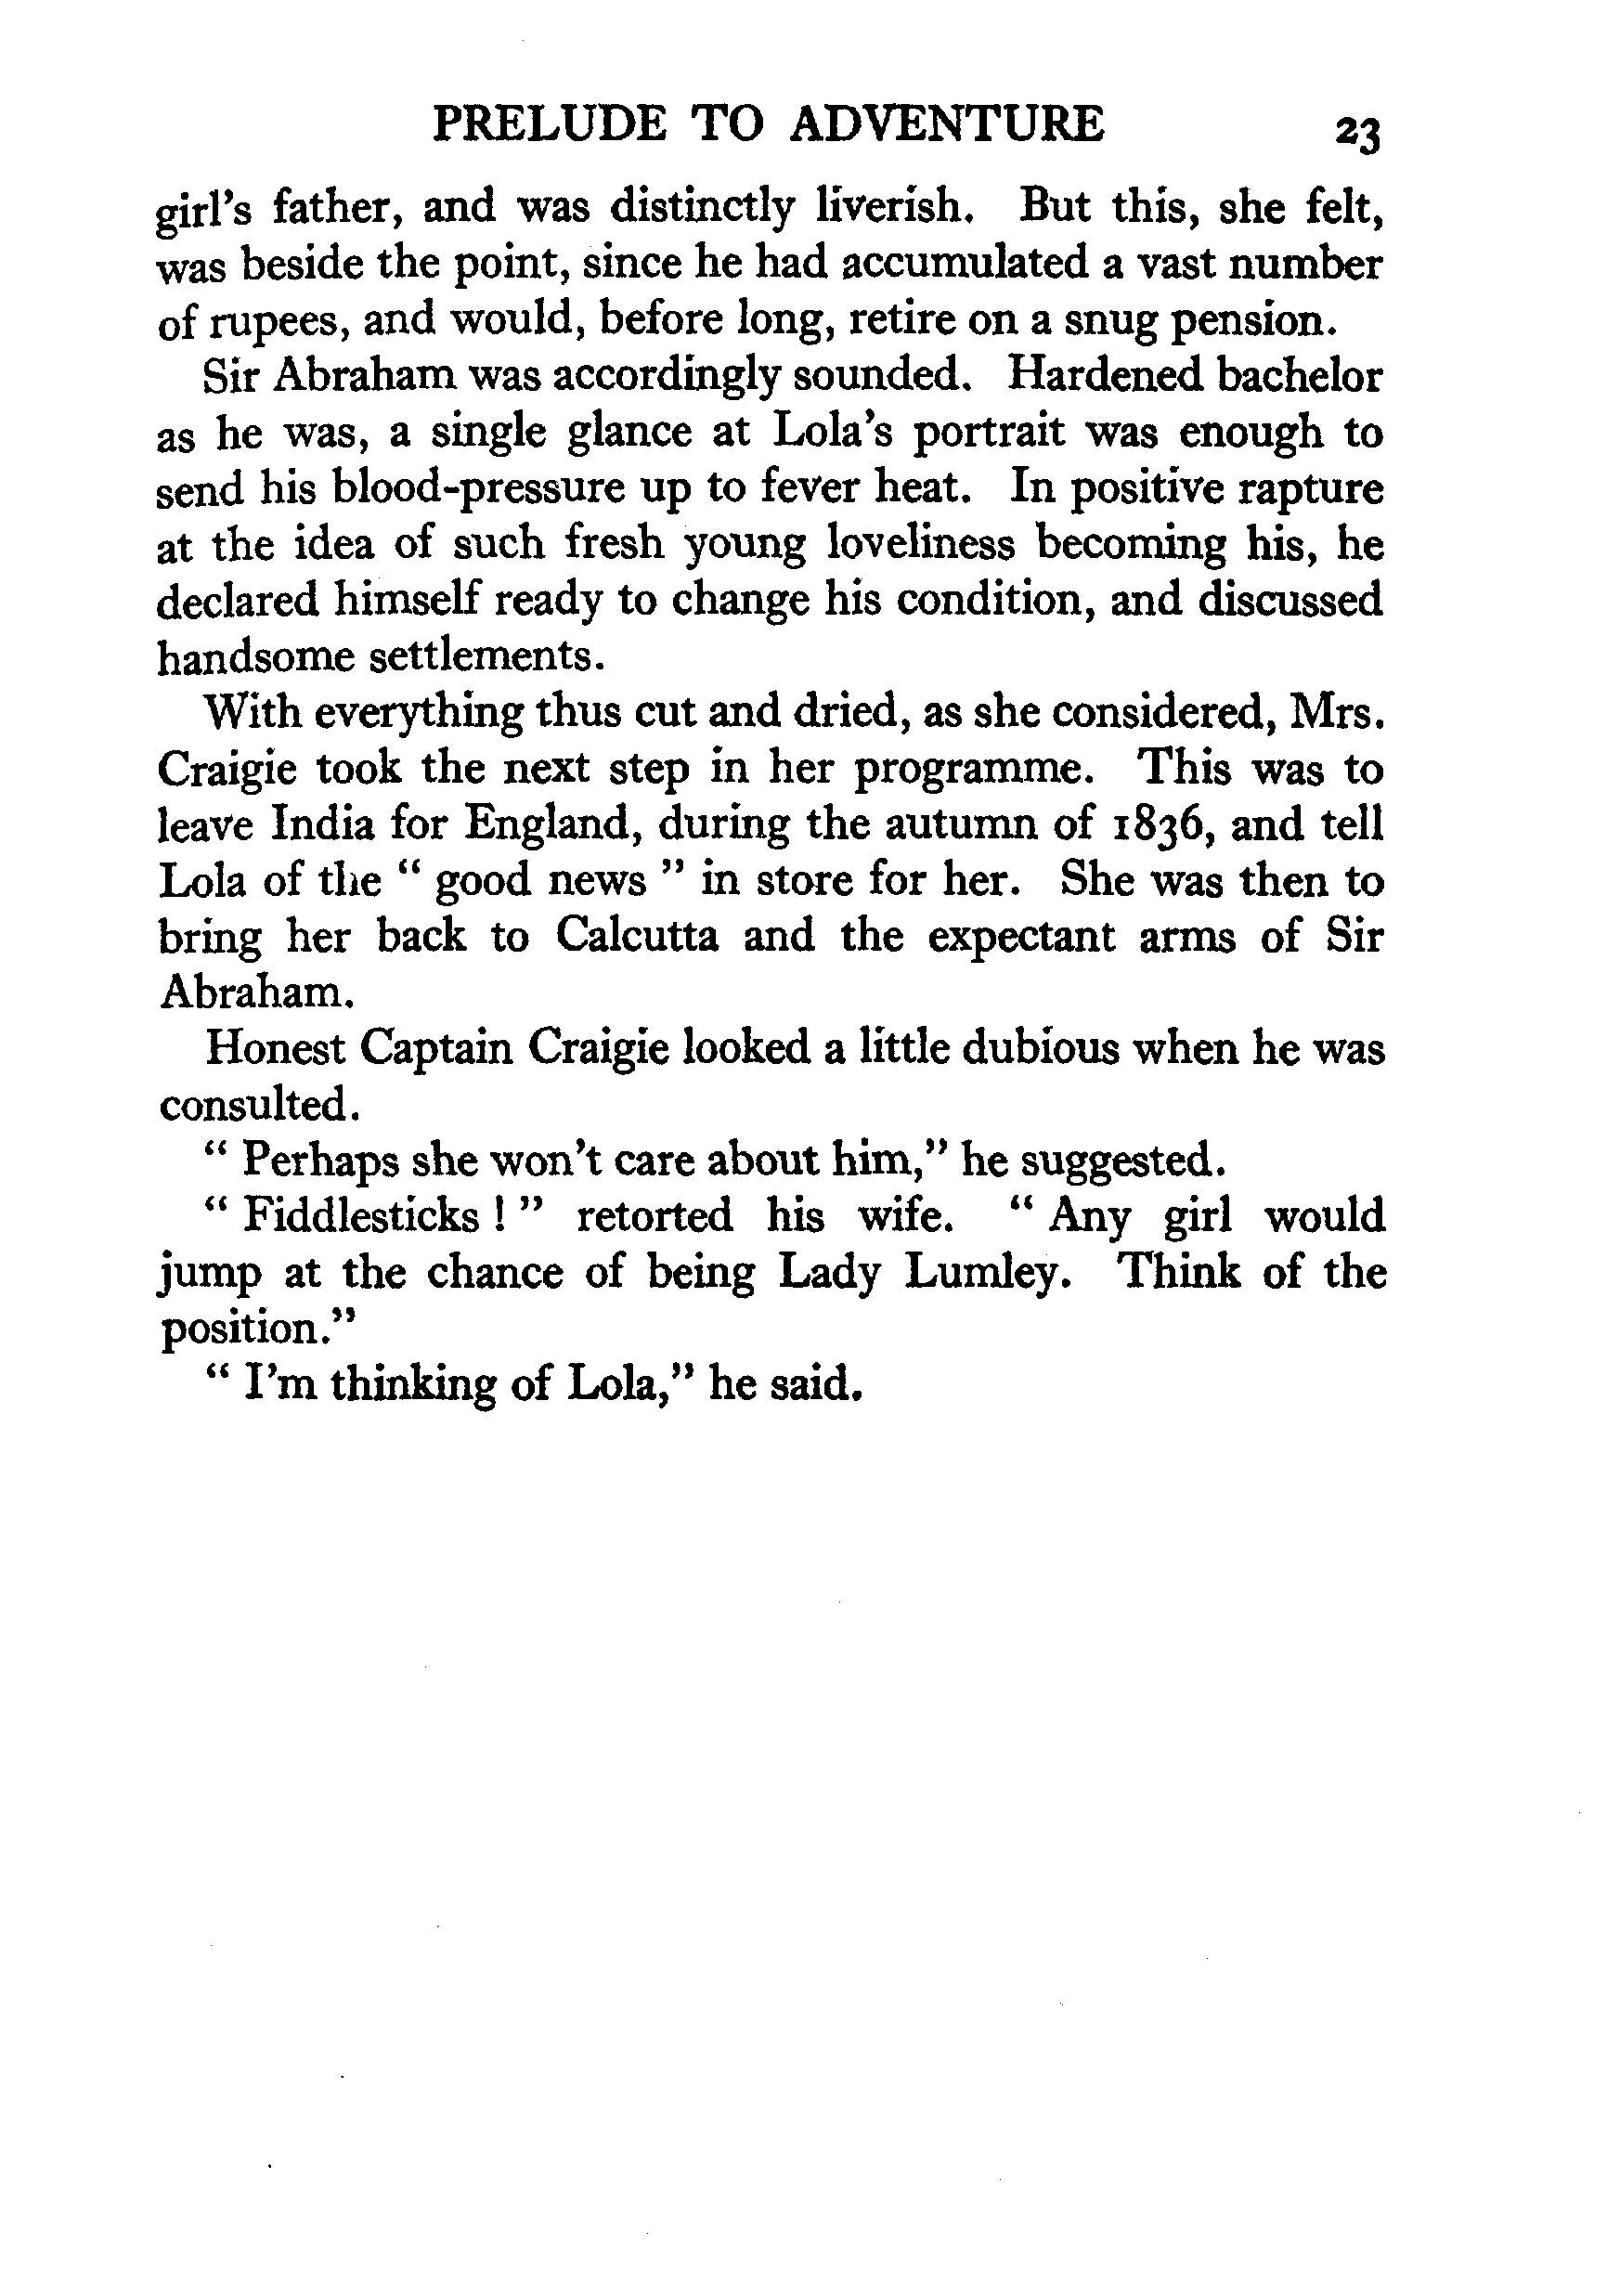 PRELUDE TO ADVENTURE 23
girl's father, and was distinctly liverish. But this, she felt,
was beside the point, since he had accumulated a vast number
of rupees, and would, before long, retire on a snug pension.
Sir Abraham was accordingly sounded. Hardened bachelor
as he was, a single glance at Lola's portrait was enough to
send his blood-pressure up to fever heat. In positive rapture
at the idea of such fresh young loveliness becoming his, he
declared himself ready to change his condition, and discussed
handsome settlements.
With everything thus cut and dried, as she considered, Mrs.
Craigie took the next step in her programme. This was to
leave India for England, during the autumn of 1836, and tell
Lola of the " good news " in store for her. She was then to
bring her back to Calcutta and the expectant arms of Sir
Abraham.
Honest Captain Craigie looked a little dubious when he was
consulted.
" Perhaps she won't care about him," he suggested.
" Fiddlesticks ! " retorted his wife. " Any girl would
jump at the chance of being Lady Lumley. Think of the
position."
" I'm thinking of Lola," he said.